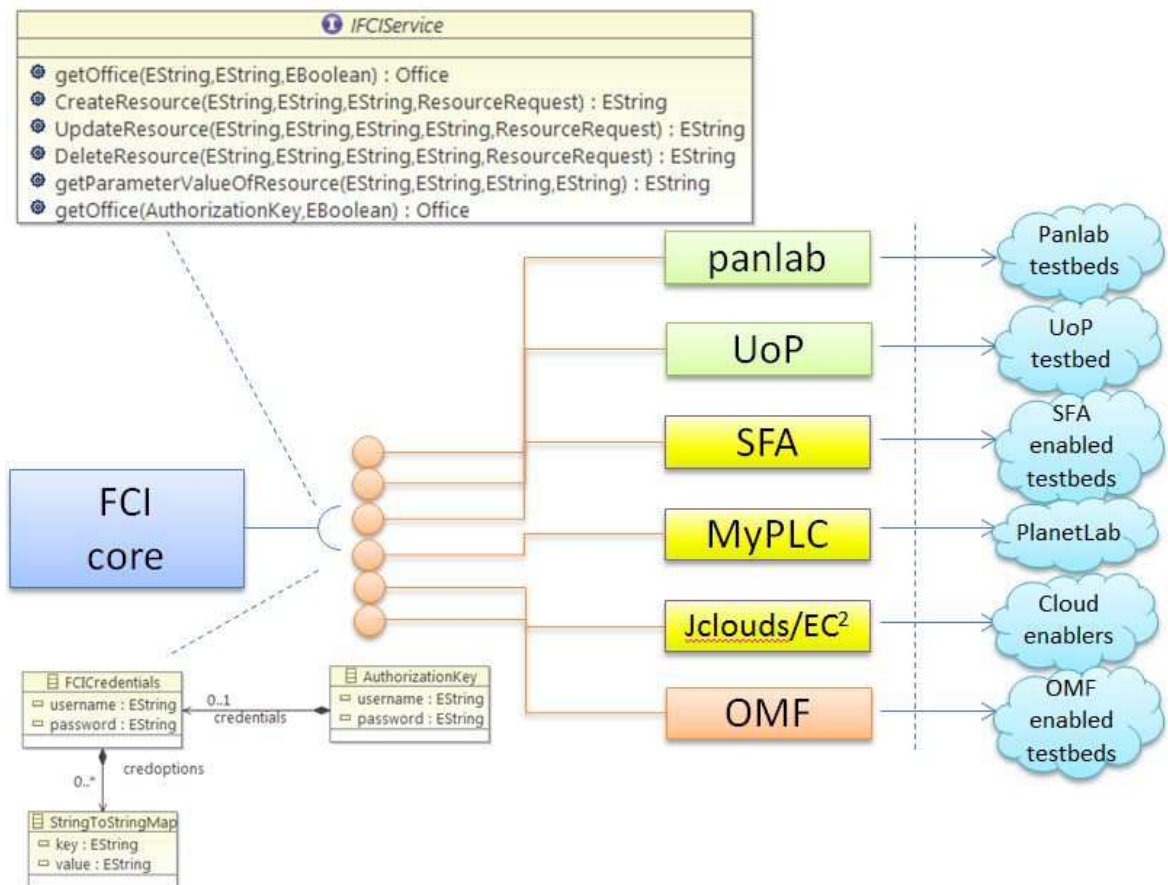 IFCIService
getOffice(EString,EString,EBoolean) : Office
CreateResource(EString,EString,EString,ResourceRequest) : EString
UpdateResource(EString,EString,EString,EString,ResourceRequest) : EString
DeleteResource(EString,EString,EString,EString,ResourceRequest) : EString
getParameterValueOfResource(EString,EString,EString,EString) : EString
getOffice(AuthorizationKey,EBoolean) : Office
panlab
Panlab
testbeds
UoP
UoP
testbed
SFA
SFA
enabled
testbeds
FCI
core
MyPLC
PlanetLab
Jclouds/EC²
Cloud
enablers
OMF
OMF
enabled
testbeds
FCICredentials
username : EString
password : EString
0..1
credentials
AuthorizationKey
username : EString
password : EString
0..*
credoptions
StringToStringMap
key : EString
value : EString